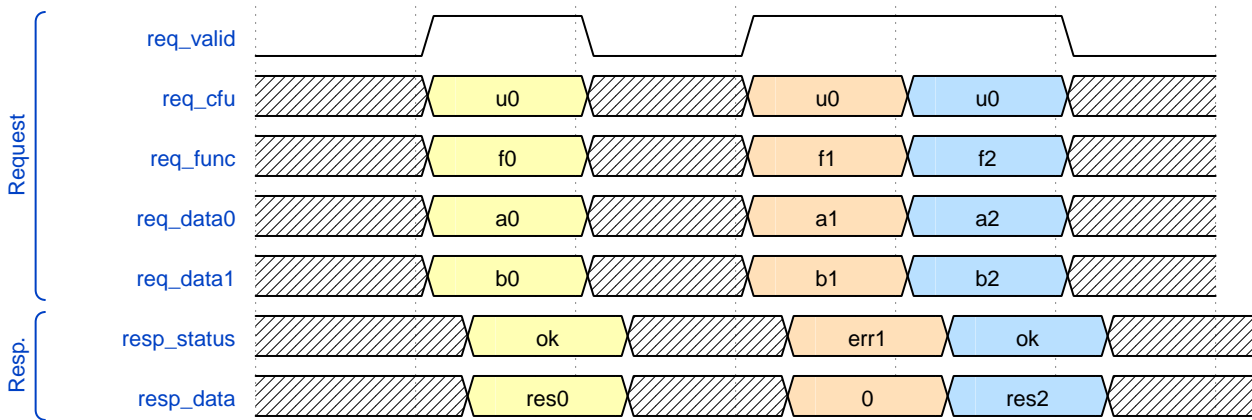 Request
req_valid
req_cfu u0 u0 u0
req_func f0 f1 f2
req_data0 a0 a1 a2
req_data1 b0 b1 b2
Resp.
resp_status ok err1 ok
resp_data res0 0 res2